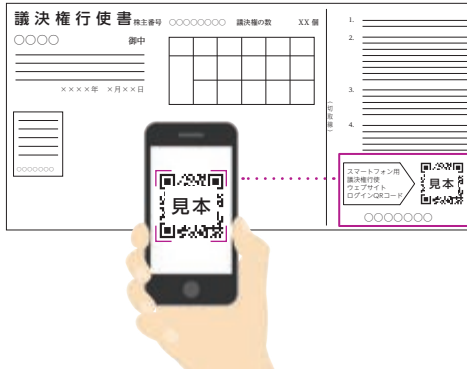 議決権行使書 株主番号 ○○○○○○○○ 議決権の数 XX 個
○○○○ 御中
××××年 ×月××日
○○○○○○○
見本
(切取線)
1.
2.
3.
4.
スマートフォン用
議決権行使
ウェブサイト
ログインQRコード
見本
○○○○○○○